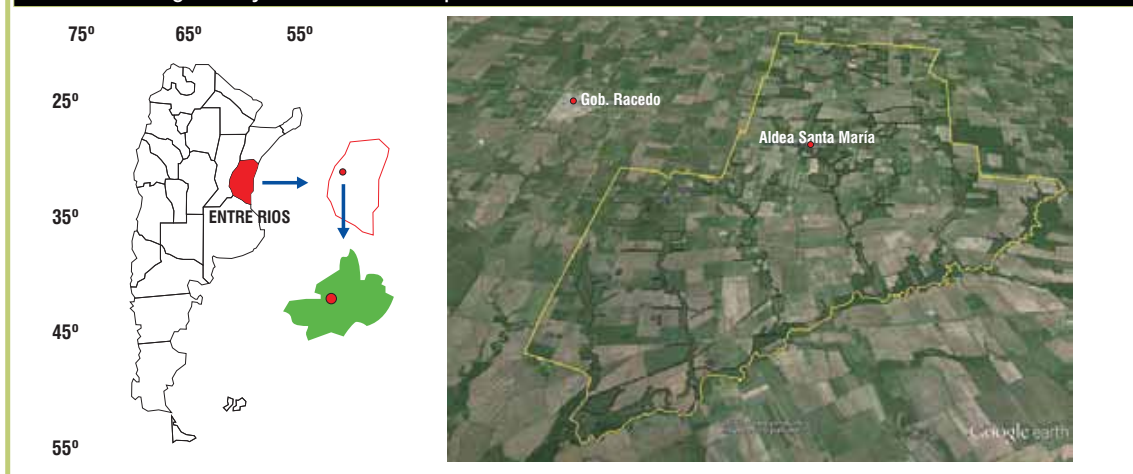 75º 65º 55º
25º
35º
45º
55º
ENTRE RIOS
Gob. Racedo
Aldea Santa María
Google earth